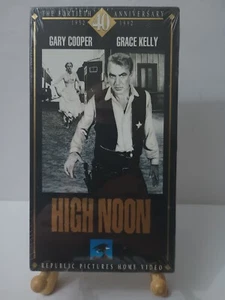 THE FORTIETH ANNIVERSARY
1952 40 1992
GARY COOPER GRACE KELLY
HIGH NOON
REPUBLIC PICTURES HOME VIDEO